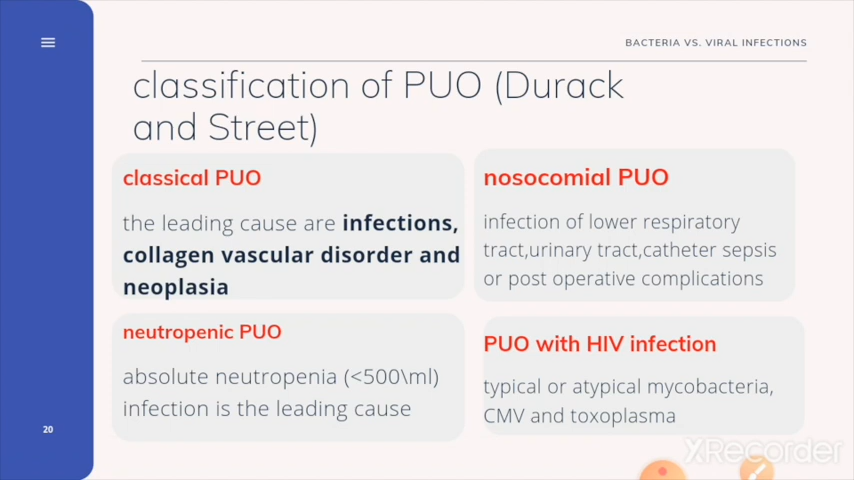 BACTERIA VS. VIRAL INFECTIONS
classification of PUO (Durack
and Street)
classical PUO
the leading cause are infections,
collagen vascular disorder and
neoplasia
nosocomial PUO
infection of lower respiratory
tract,urinary tract,catheter sepsis
or post operative complications
neutropenic PUO
absolute neutropenia (<500\ml)
infection is the leading cause
PUO with HIV infection
typical or atypical mycobacteria,
CMV and toxoplasma
20
XRecorder